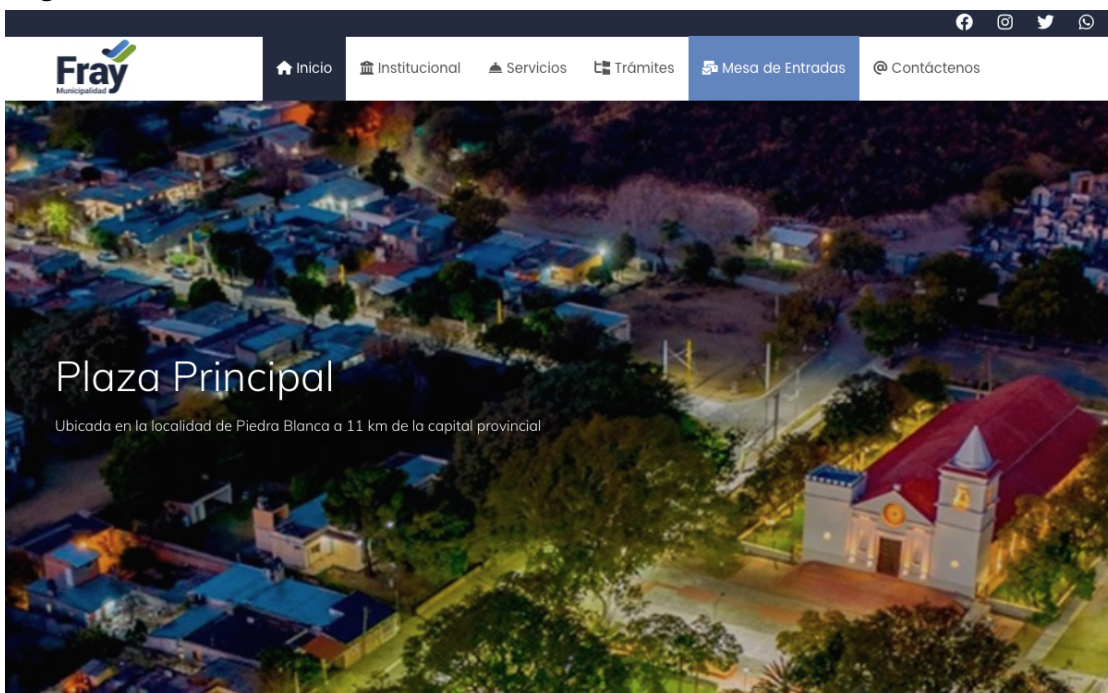 Fray
Municipalidad
Inicio
Institucional
Servicios
Trámites
Mesa de Entradas
Contáctenos
Plaza Principal
Ubicada en la localidad de Piedra Blanca a 11 km de la capital provincial